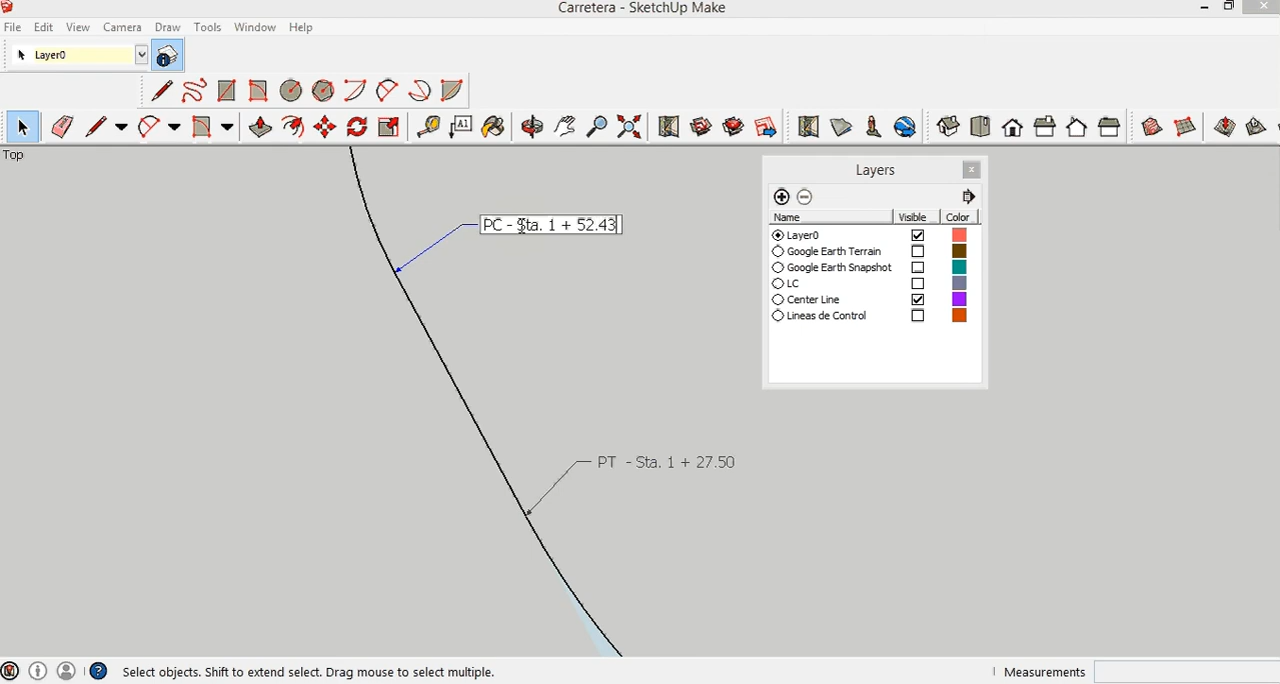 Carretera - SketchUp Make
File Edit View Camera Draw Tools Window Help
Layer0
A1
Top
Layers
Name Visible Color
Layer0
Google Earth Terrain
Google Earth Snapshot
LC
Center Line
Lineas de Control
PC - Sta. 1 + 52.43
PT - Sta. 1 + 27.50
Select objects. Shift to extend select. Drag mouse to select multiple.
Measurements